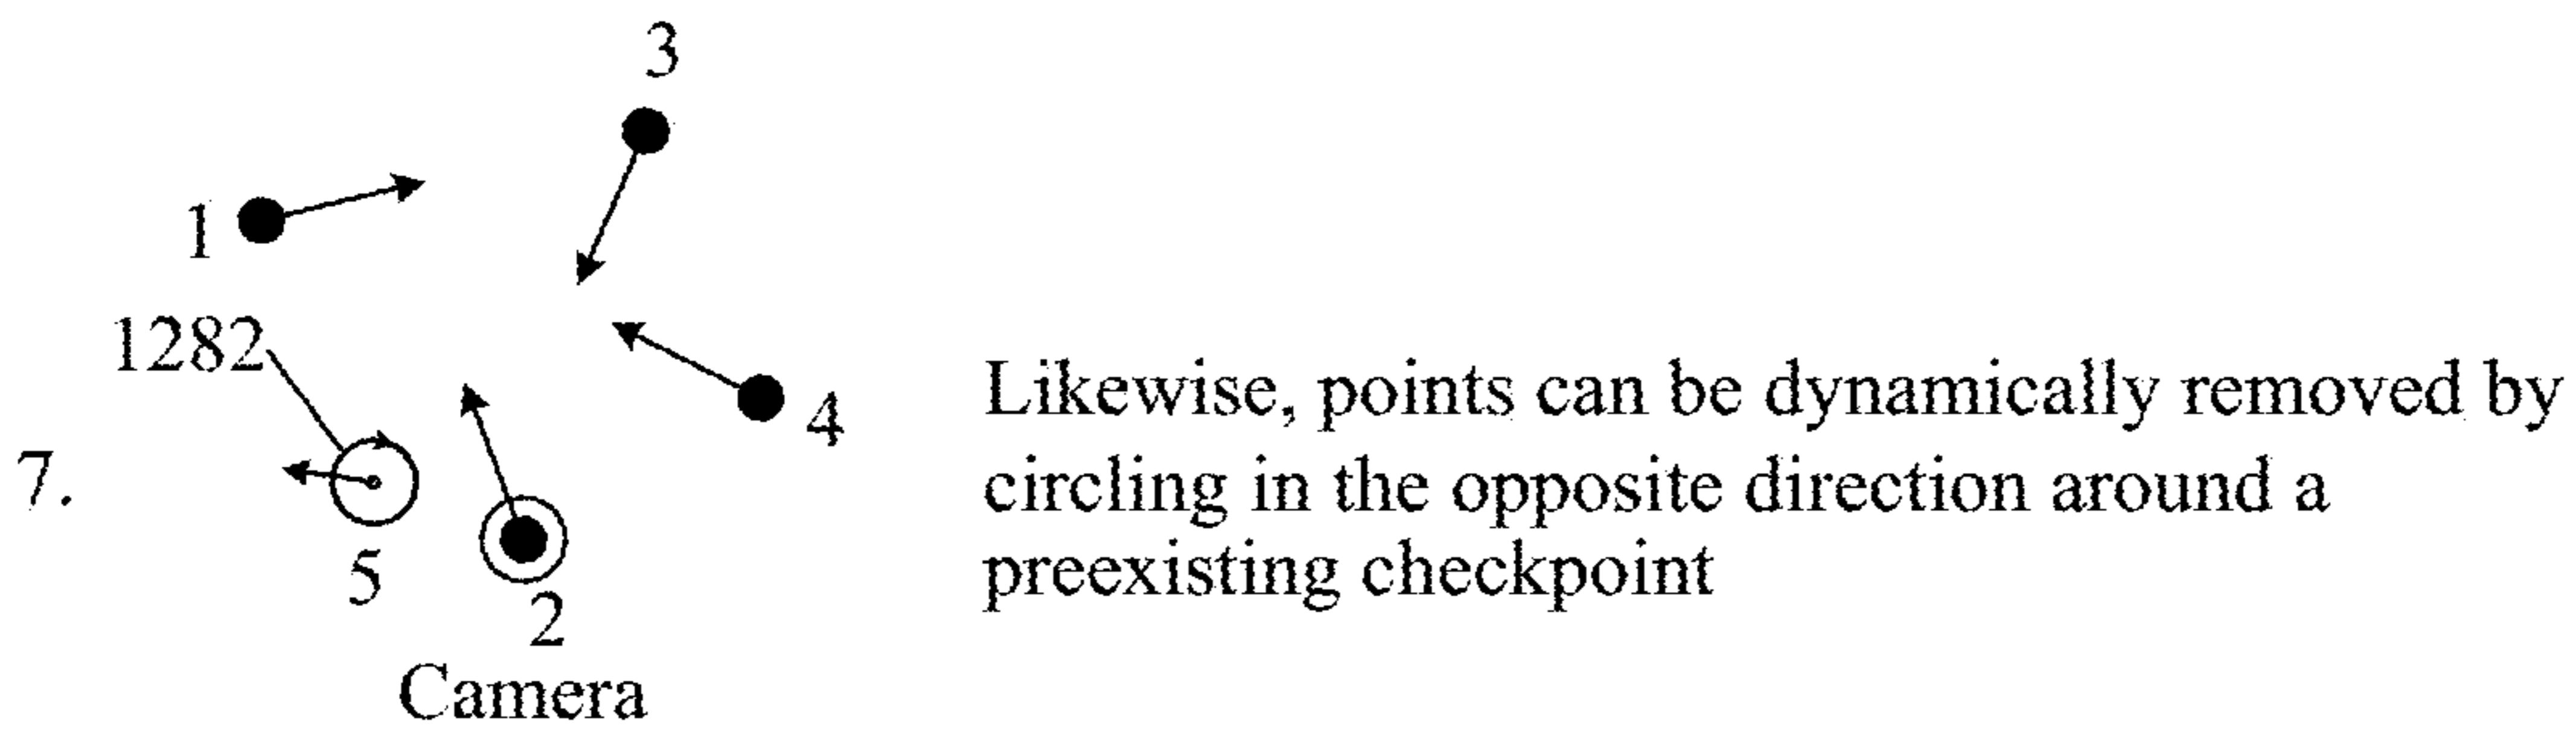 3
1
1282
4
7.
5
2
Camera
Likewise, points can be dynamically removed by
circling in the opposite direction around a
preexisting checkpoint